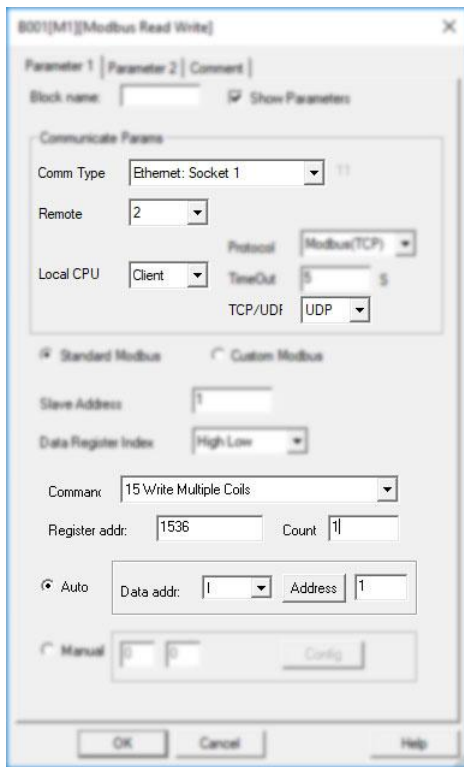 B001[M1][Modbus Read Write]
Parameter 1 Parameter 2 Comment
Block name: Show Parameters
Communicate Params
Comm Type Ethernet: Socket 1 11
Remote 2
Protocol Modbus(TCP)
Local CPU Client TimeOut 5 S
TCP/UDF UDP
Standard Modbus Custom Modbus
Slave Address 1
Data Register Index High Low
Comman 15 Write Multiple Coils
Register addr: 1536 Count 1
Auto Data addr: I Address 1
Manual 0 0 Config
OK Cancel Help